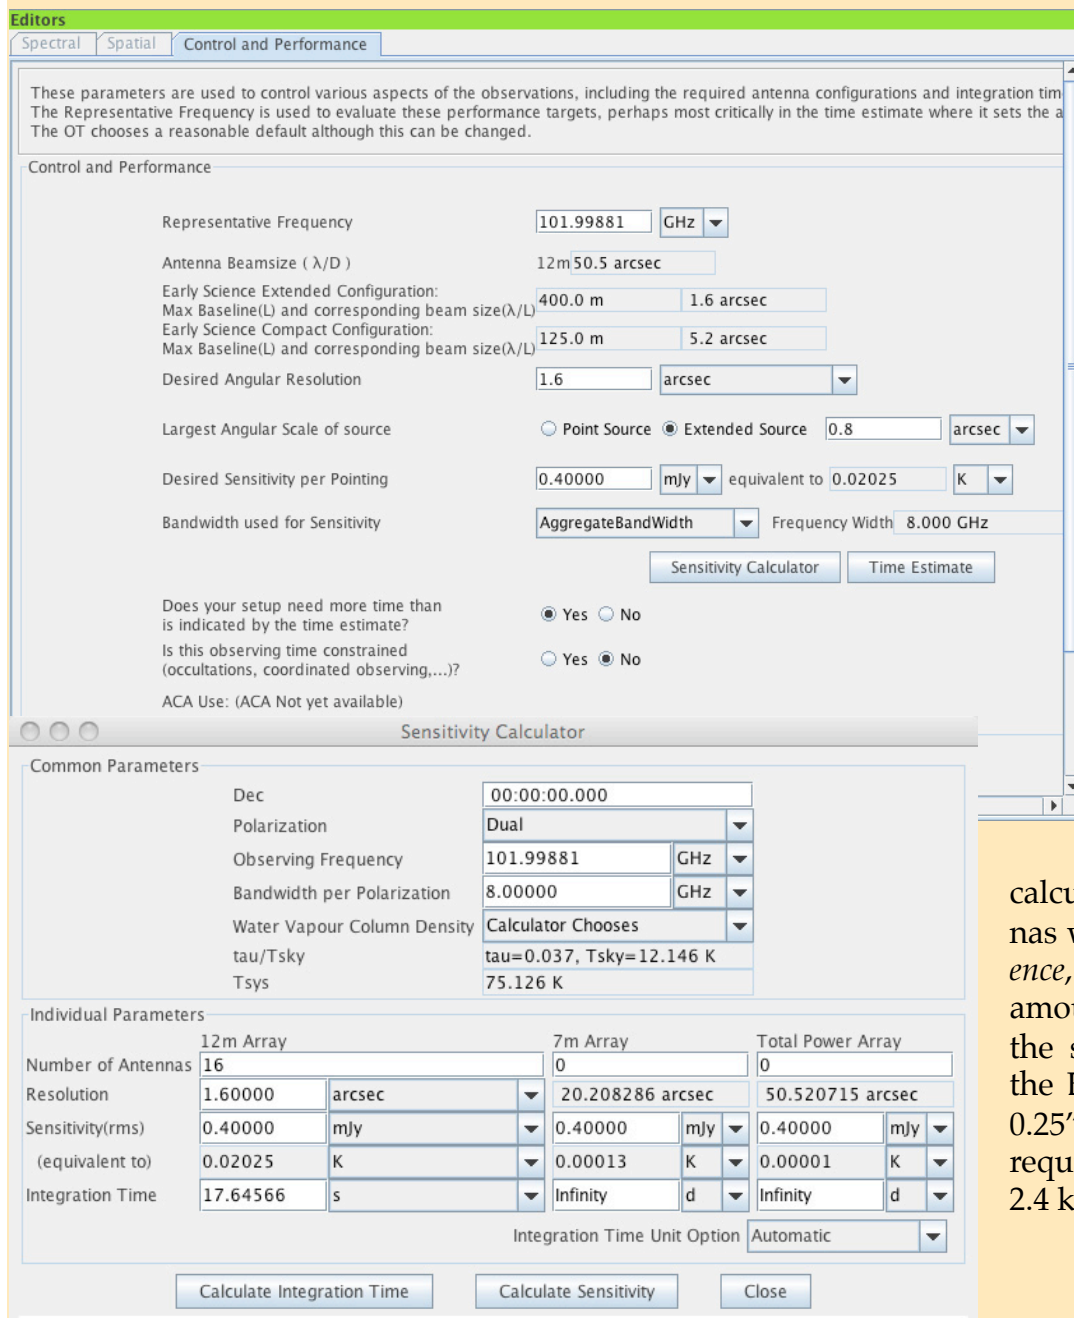 Editors
Spectral Spatial Control and Performance
These parameters are used to control various aspects of the observations, including the required antenna configurations and integration tim
The Representative Frequency is used to evaluate these performance targets, perhaps most critically in the time estimate where it sets the a
The OT chooses a reasonable default although this can be changed.
Control and Performance
Representative Frequency 101.99881 GHz
Antenna Beamsize ( λ/D ) 12m 50.5 arcsec
Early Science Extended Configuration:
Max Baseline(L) and corresponding beam size(λ/L) 400.0 m 1.6 arcsec
Early Science Compact Configuration:
Max Baseline(L) and corresponding beam size(λ/L) 125.0 m 5.2 arcsec
Desired Angular Resolution 1.6 arcsec
Largest Angular Scale of source Point Source Extended Source 0.8 arcsec
Desired Sensitivity per Pointing 0.40000 mJy equivalent to 0.02025 K
Bandwidth used for Sensitivity AggregateBandWidth Frequency Width 8.000 GHz
Sensitivity Calculator Time Estimate
Does your setup need more time than
is indicated by the time estimate? Yes No
Is this observing time constrained
(occultations, coordinated observing,...)? Yes No
ACA Use: (ACA Not yet available)
Sensitivity Calculator
Common Parameters
Dec 00:00:00.000
Polarization Dual
Observing Frequency 101.99881 GHz
Bandwidth per Polarization 8.00000 GHz
Water Vapour Column Density Calculator Chooses
tau/Tsky tau=0.037, Tsky=12.146 K
Tsys 75.126 K
Individual Parameters
12m Array 7m Array Total Power Array
Number of Antennas 16 0 0
Resolution 1.60000 arcsec 20.208286 arcsec 50.520715 arcsec
Sensitivity(rms) 0.40000 mJy 0.40000 mJy 0.40000 mJy
(equivalent to) 0.02025 K 0.00013 K 0.00001 K
Integration Time 17.64566 s Infinity d Infinity d
Integration Time Unit Option Automatic
Calculate Integration Time Calculate Sensitivity Close
calcu
nas
ence,
amou
the s
the
0.25"
requi
2.4 k